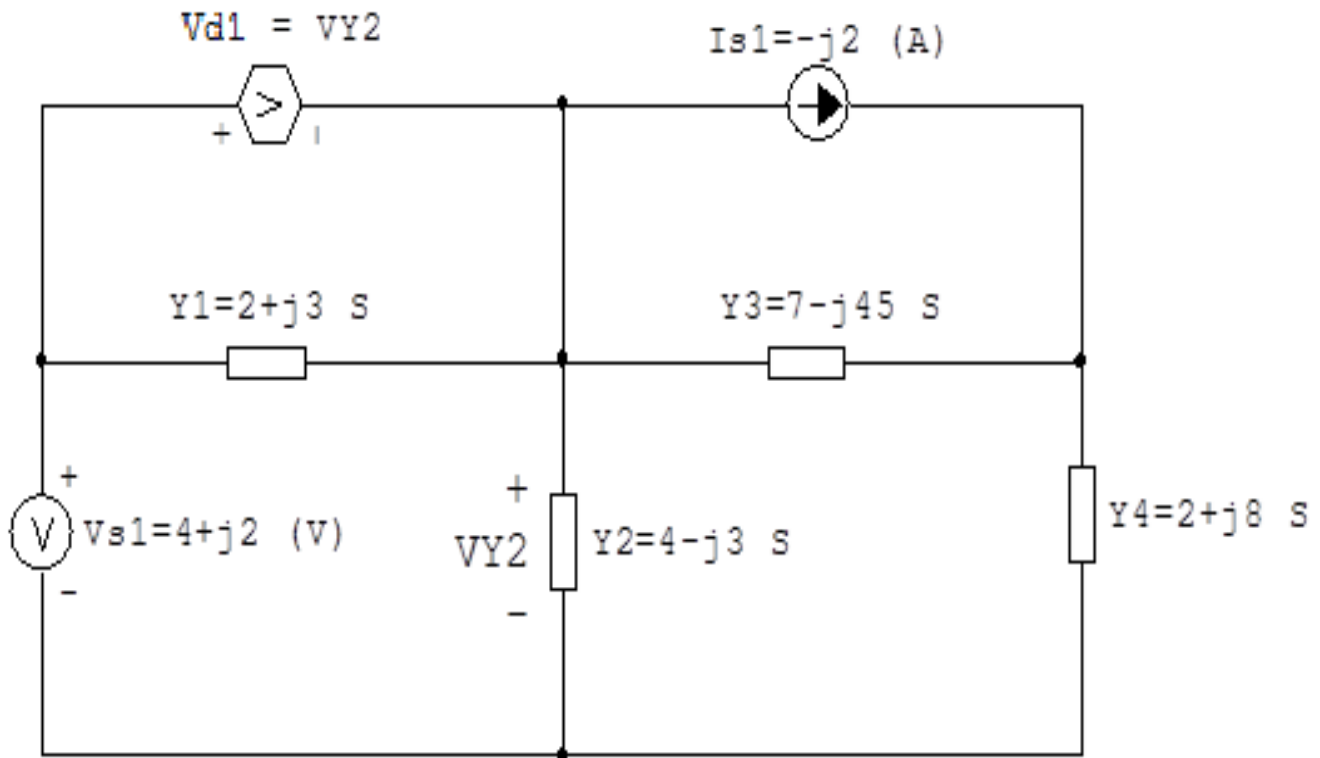 Vd1 = VY2
Is1=-j2 (A)
>
+ -
Y1=2+j3 S
Y3=7-j45 S
+
V
Vs1=4+j2 (V)
-
+
VY2
-
Y2=4-j3 S
Y4=2+j8 S